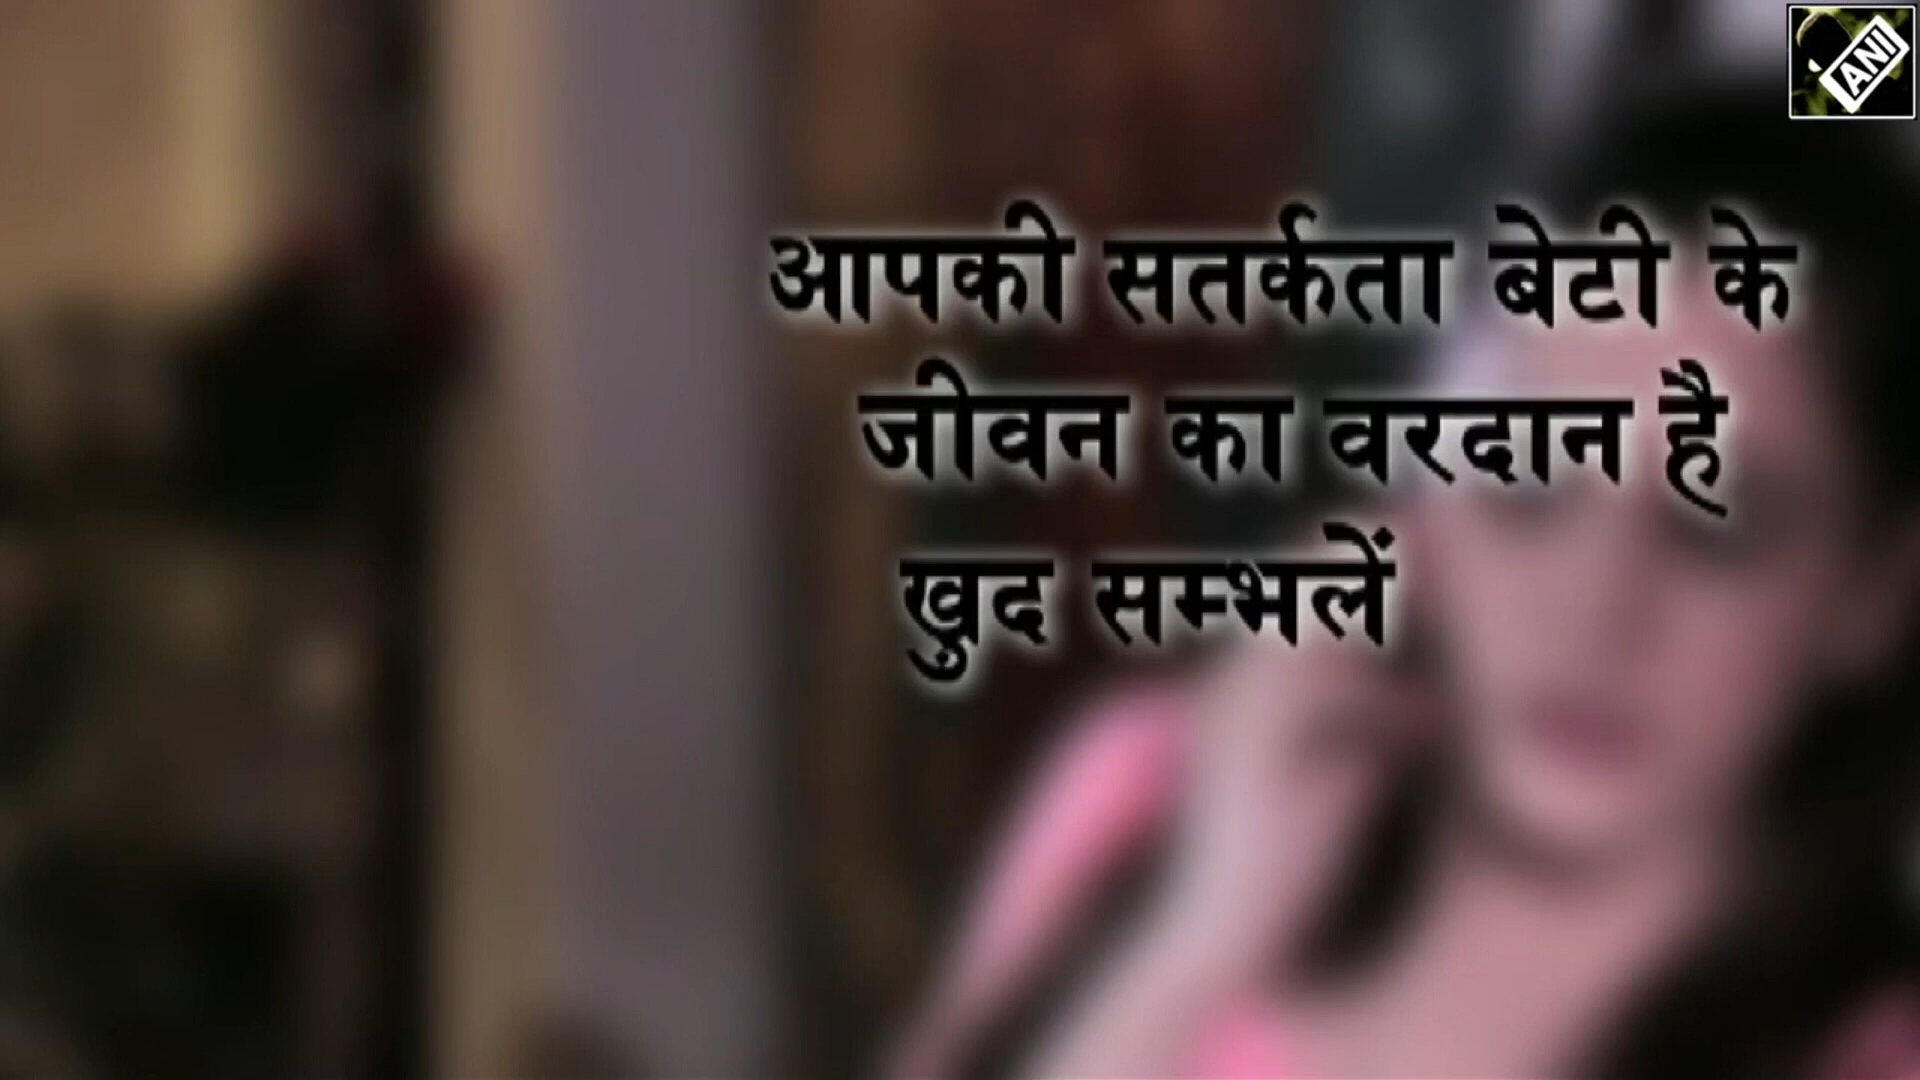 ANI
आपकी सतर्कता बेटी के
जीवन का वरदान है
खुद सम्भलें